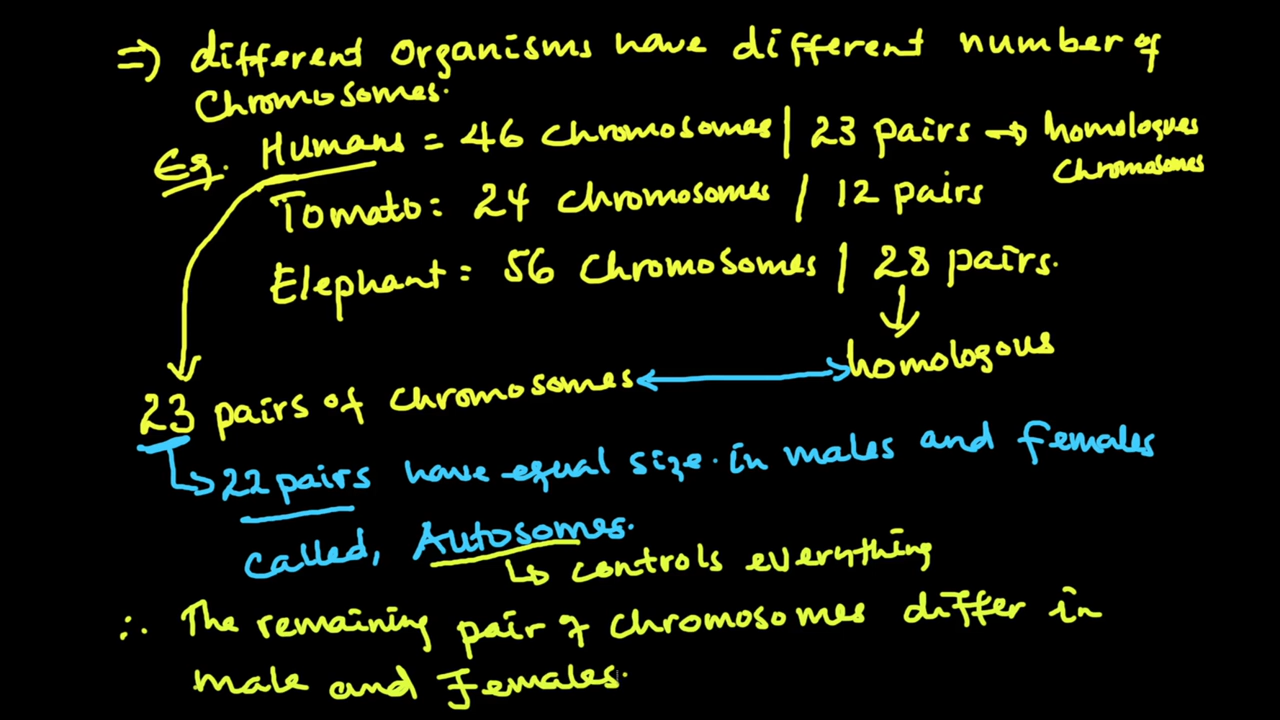 ⇒ different organisms have different number of
Chromosomes.
Eg. Humans = 46 Chromosomes | 23 pairs → homologues
Chromosomes
Tomato: 24 chromosomes | 12 pairs
Elephant = 56 Chromosomes | 28 pairs.
homologous
23 pairs of chromosomes
22 pairs have equal size in males and females
called, Autosomes.
controls everything
∴ The remaining pair of chromosomes differ in
male and Females.